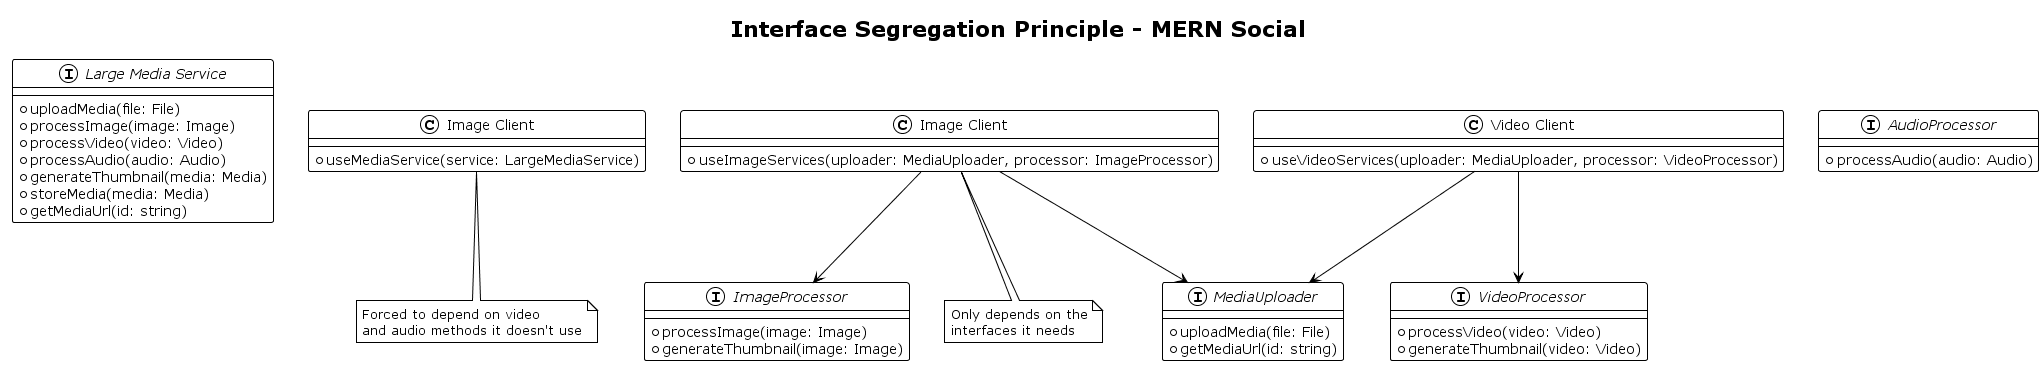 Interface Segregation Principle - MERN Social
I Large Media Service
uploadMedia(file: File)
processImage(image: Image)
processVideo(video: Video)
processAudio(audio: Audio)
generateThumbnail(media: Media)
storeMedia(media: Media)
getMediaUrl(id: string)
C Image Client
useMediaService(service: LargeMediaService)
C Image Client
useImageServices(uploader: MediaUploader, processor: ImageProcessor)
C Video Client
useVideoServices(uploader: MediaUploader, processor: VideoProcessor)
I AudioProcessor
processAudio(audio: Audio)
Forced to depend on video
and audio methods it doesn't use
I ImageProcessor
processImage(image: Image)
generateThumbnail(image: Image)
Only depends on the
interfaces it needs
I MediaUploader
uploadMedia(file: File)
getMediaUrl(id: string)
I VideoProcessor
processVideo(video: Video)
generateThumbnail(video: Video)